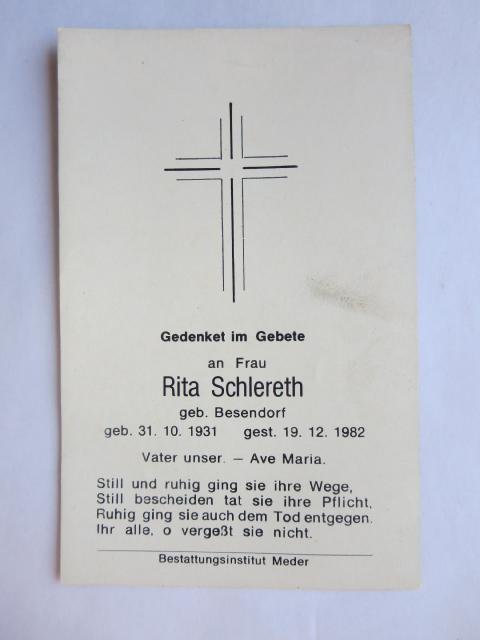 Gedenket im Gebete
an Frau
Rita Schlereth
geb. Besendorf
geb. 31. 10. 1931 gest. 19. 12. 1982
Vater unser. – Ave Maria.
Still und ruhig ging sie ihre Wege,
Still bescheiden tat sie ihre Pflicht,
Ruhig ging sie auch dem Tod entgegen.
Ihr alle, o vergeßt sie nicht.
Bestattungsinstitut Meder